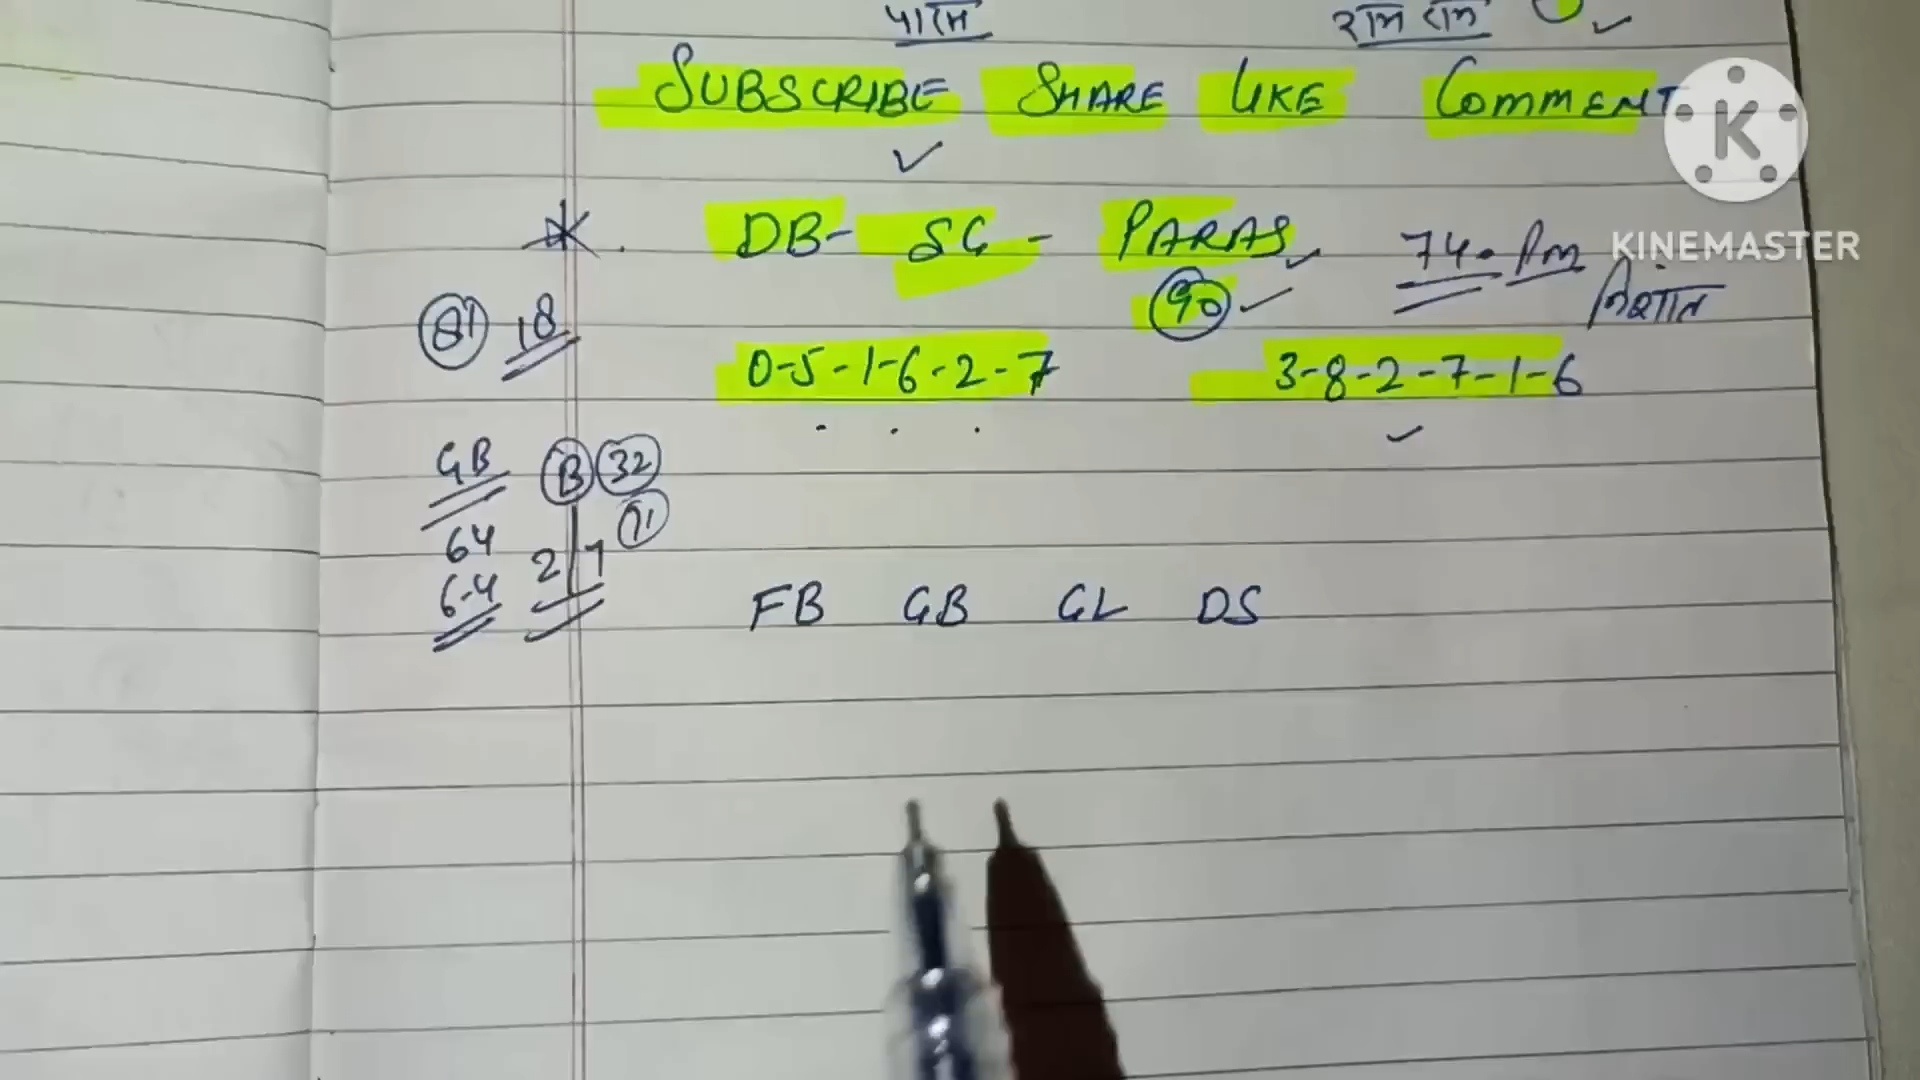 पारस राम राम
SUBSCRIBE SHARE LIKE COMMENT
K
KINEMASTER
DB- SG - PARAS 74. Pm
90
81 18
0-5-1-6-2-7 3-8-2-7-1-6
GB B 32
64 2 7
6-4
FB GB GL DS